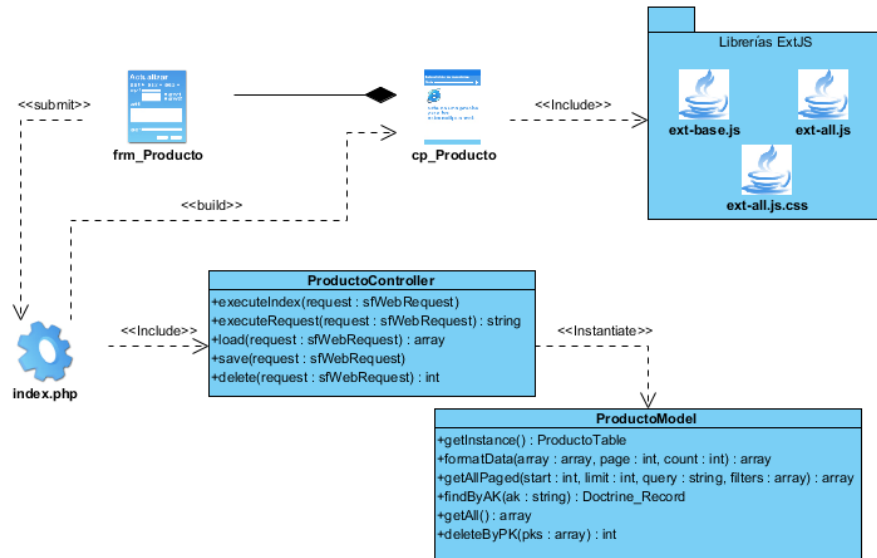 Librerías ExtJS
ext-base.js
ext-all.js
ext-all.js.css
<<submit>>
frm_Producto
cp_Producto
<<Include>>
<<build>>
index.php
<<Include>>
ProductoController
+executeIndex(request : sfWebRequest)
+executeRequest(request : sfWebRequest) : string
+load(request : sfWebRequest) : array
+save(request : sfWebRequest)
+delete(request : sfWebRequest) : int
<<Instantiate>>
ProductoModel
+getInstance() : ProductoTable
+formatData(array : array, page : int, count : int) : array
+getAllPaged(start : int, limit : int, query : string, filters : array) : array
+findByAK(ak : string) : Doctrine_Record
+getAll() : array
+deleteByPK(pks : array) : int